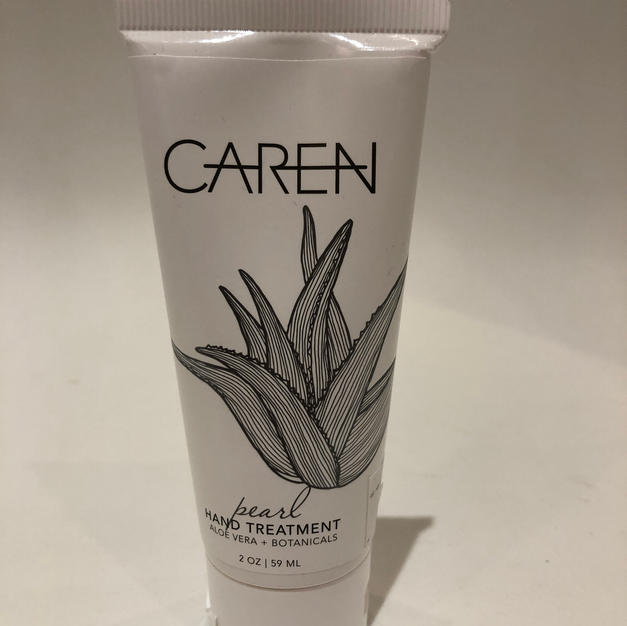 CAREN
pearl
HAND TREATMENT
ALOE VERA + BOTANICALS
2 OZ | 59 ML